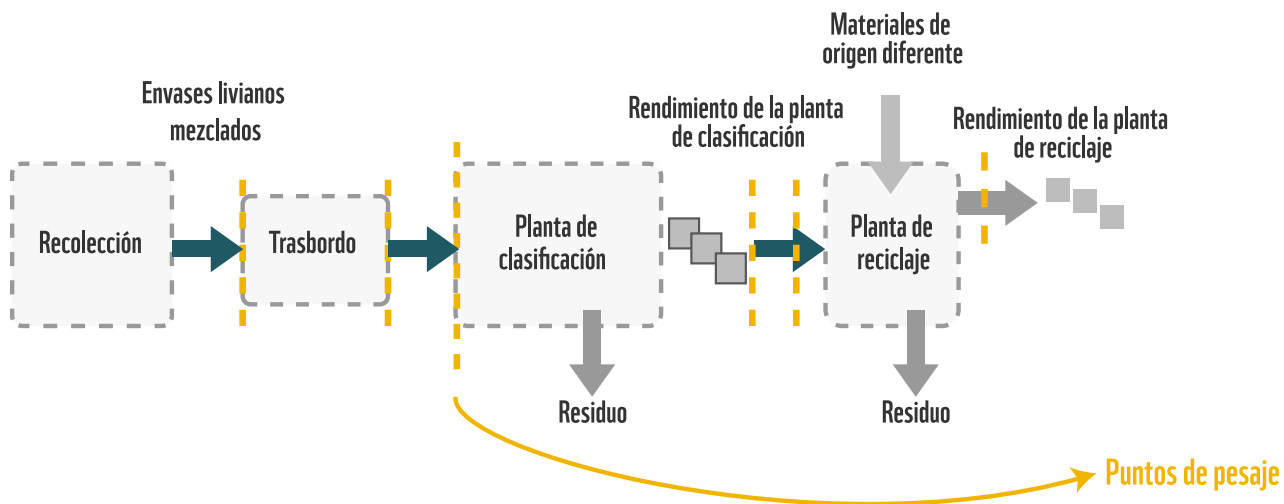 Materiales de
origen diferente
Envases livianos
mezclados
Rendimiento de la planta
de clasificación
Rendimiento de la planta
de reciclaje
Recolección
Trasbordo
Planta de
clasificación
Planta de
reciclaje
Residuo
Residuo
Puntos de pesaje